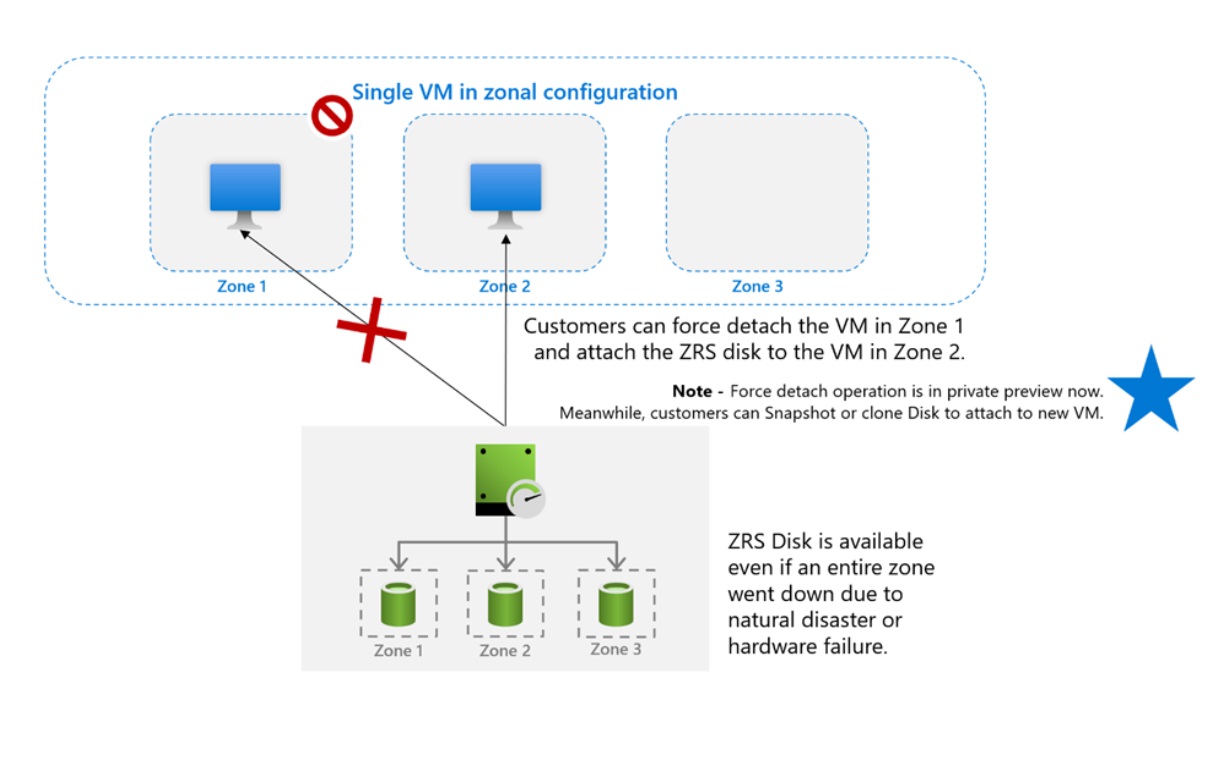 Single VM in zonal configuration
Zone 1
Zone 2
Zone 3
Customers can force detach the VM in Zone 1
and attach the ZRS disk to the VM in Zone 2.
Note - Force detach operation is in private preview now.
Meanwhile, customers can Snapshot or clone Disk to attach to new VM.
ZRS Disk is available
even if an entire zone
went down due to
natural disaster or
hardware failure.
Zone 1
Zone 2
Zone 3